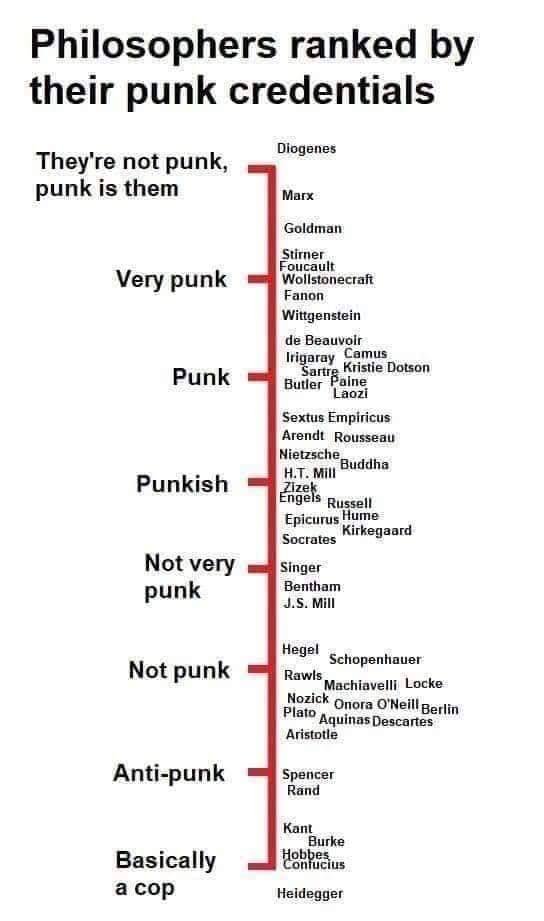 Philosophers ranked by
their punk credentials
Diogenes
They're not punk,
punk is them
Marx
Goldman
Stirner
Foucault
Very punk
Wollstonecraft
Fanon
Wittgenstein
de Beauvoir
Irigaray Camus
Sartre Kristie Dotson
Punk
Butler Paine
Laozi
Sextus Empiricus
Arendt Rousseau
Nietzsche
Buddha
H.T. Mill
Punkish
Zizek
Engels Russell
Epicurus Hume
Kirkegaard
Socrates
Not very
punk
Singer
Bentham
J.S. Mill
Hegel
Schopenhauer
Not punk
Rawls
Machiavelli Locke
Nozick Onora O'Neill
Plato Berlin
Aquinas Descartes
Aristotle
Anti-punk
Spencer
Rand
Kant
Burke
Hobbes
Basically
a cop
Confucius
Heidegger